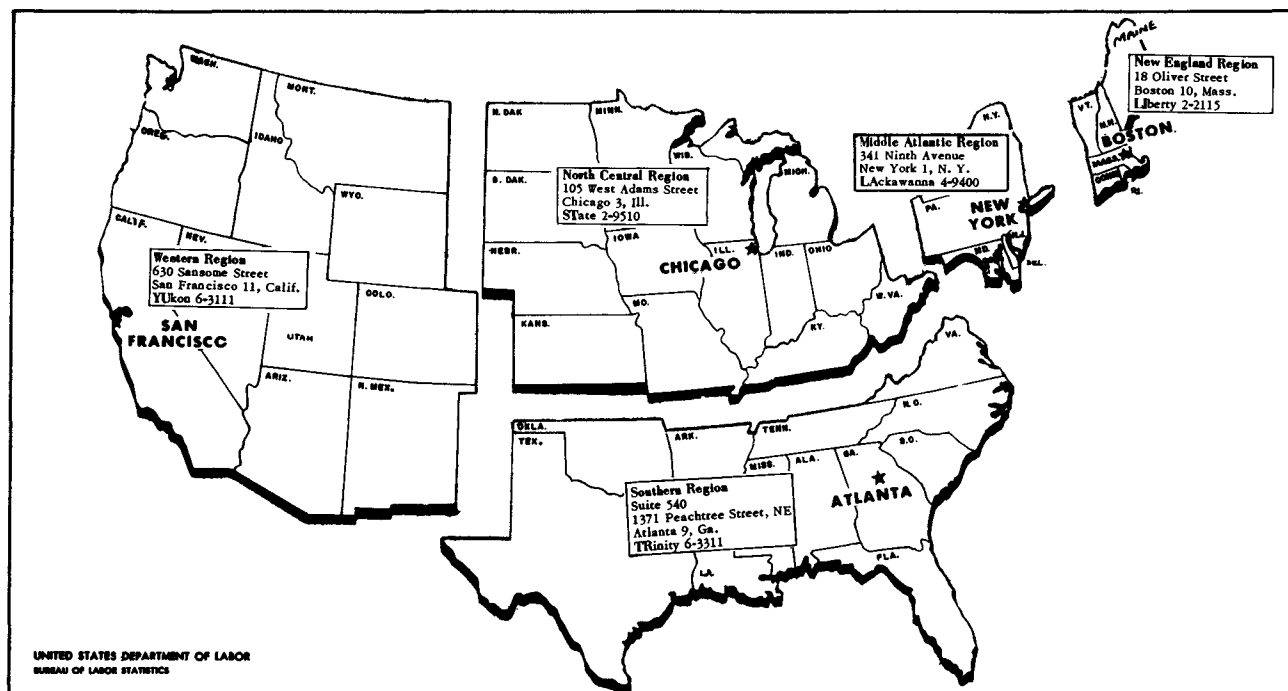 MAINE
New England Region
18 Oliver Street
Boston 10, Mass.
LIberty 2-2115
WASH.
MONT.
N. DAK
MINN.
N.Y.
VT.
N.H.
BOSTON
MASS.
CONN.
R.I.
OREG.
IDAHO
WIS.
MICH.
Middle Atlantic Region
341 Ninth Avenue
New York 1, N. Y.
LAckawanna 4-9400
S. DAK.
North Central Region
105 West Adams Street
Chicago 3, Ill.
STate 2-9510
WYO.
PA.
NEW
YORK
N.J.
MD.
DEL.
CALIF.
NEV.
Western Region
630 Sansome Street
San Francisco 11, Calif.
YUkon 6-3111
NEBR.
IOWA
ILL.
IND.
OHIO
CHICAGO
SAN
FRANCISCO
UTAH
COLO.
KANS.
MO.
KY.
W. VA.
VA.
ARIZ.
N. MEX.
OKLA.
TEX.
ARK.
TENN.
N.C.
S.C.
MISS.
ALA.
GA.
ATLANTA
Southern Region
Suite 540
1371 Peachtree Street, NE
Atlanta 9, Ga.
TRinity 6-3311
LA.
FLA.
UNITED STATES DEPARTMENT OF LABOR
BUREAU OF LABOR STATISTICS